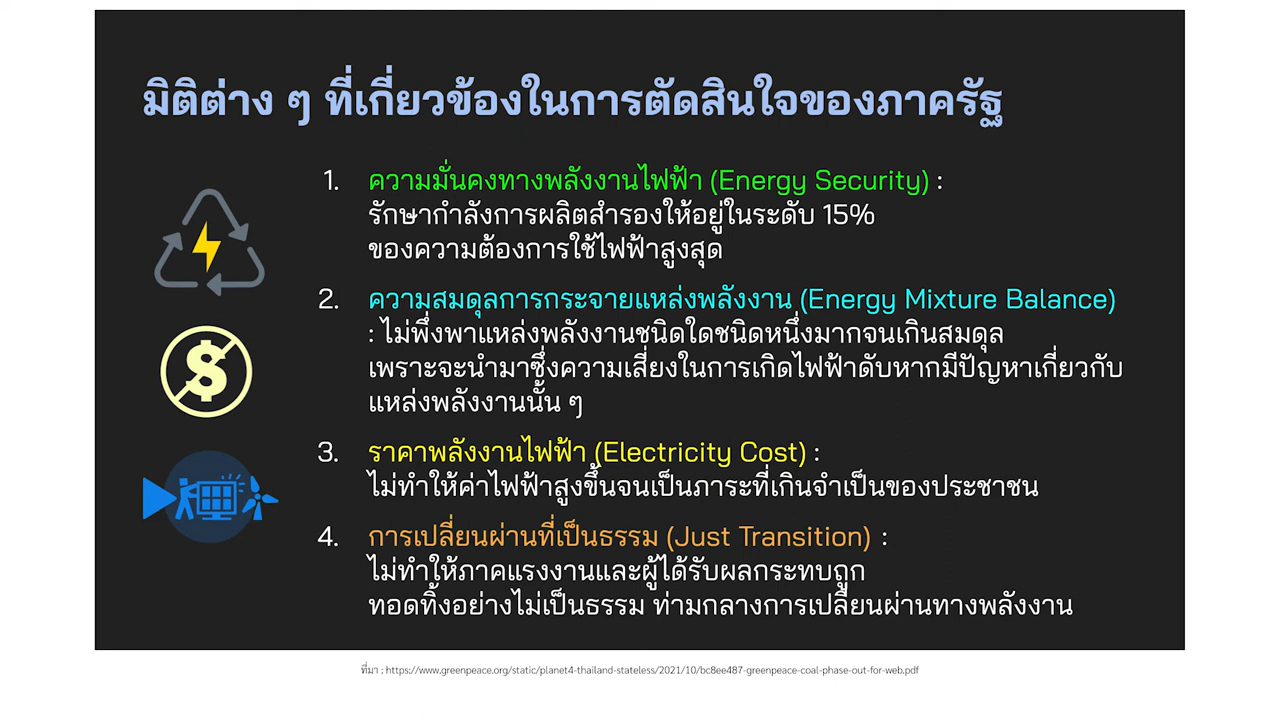 มิติต่าง ๆ ที่เกี่ยวข้องในการตัดสินใจของภาครัฐ
1. ความมั่นคงทางพลังงานไฟฟ้า (Energy Security) :
รักษากำลังการผลิตสำรองให้อยู่ในระดับ 15%
ของความต้องการใช้ไฟฟ้าสูงสุด
2. ความสมดุลการกระจายแหล่งพลังงาน (Energy Mixture Balance)
: ไม่พึ่งพาแหล่งพลังงานชนิดใดชนิดหนึ่งมากจนเกินสมดุล
เพราะจะนำมาซึ่งความเสี่ยงในการเกิดไฟฟ้าดับหากมีปัญหาเกี่ยวกับ
แหล่งพลังงานนั้น ๆ
3. ราคาพลังงานไฟฟ้า (Electricity Cost) :
ไม่ทำให้ค่าไฟฟ้าสูงขึ้นจนเป็นภาระที่เกินจำเป็นของประชาชน
4. การเปลี่ยนผ่านที่เป็นธรรม (Just Transition) :
ไม่ทำให้ภาคแรงงานและผู้ได้รับผลกระทบถูก
ทอดทิ้งอย่างไม่เป็นธรรม ท่ามกลางการเปลี่ยนผ่านทางพลังงาน
ที่มา : https://www.greenpeace.org/static/planet4-thailand-stateless/2021/10/bc8ee487-greenpeace-coal-phase-out-for-web.pdf